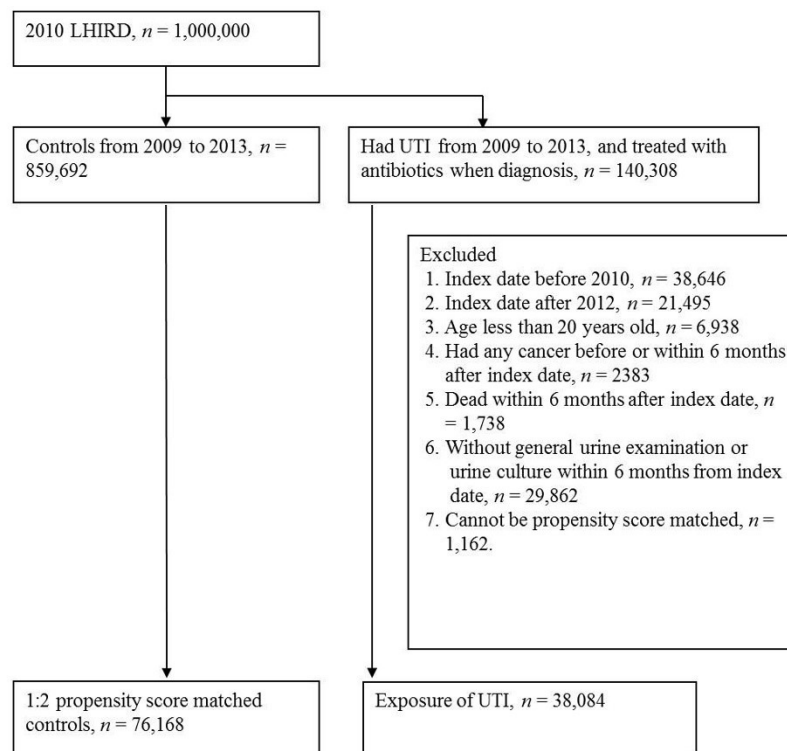 2010 LHIRD, n = 1,000,000
Controls from 2009 to 2013, n =
859,692
Had UTI from 2009 to 2013, and treated with
antibiotics when diagnosis, n = 140,308
Excluded
1. Index date before 2010, n = 38,646
2. Index date after 2012, n = 21,495
3. Age less than 20 years old, n = 6,938
4. Had any cancer before or within 6 months
after index date, n = 2383
5. Dead within 6 months after index date, n
= 1,738
6. Without general urine examination or
urine culture within 6 months from index
date, n = 29,862
7. Cannot be propensity score matched, n =
1,162.
1:2 propensity score matched
controls, n = 76,168
Exposure of UTI, n = 38,084